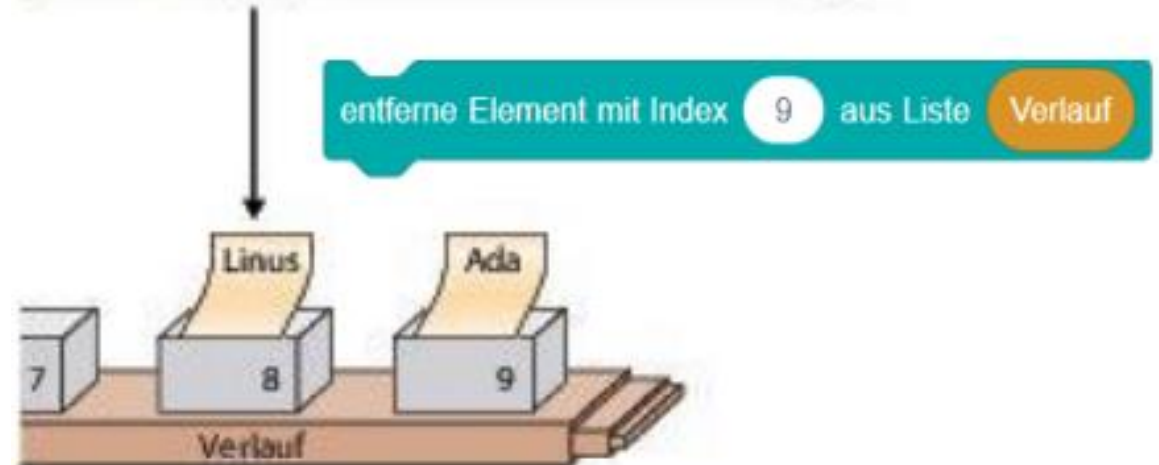 entferne Element mit Index 9 aus Liste Verlauf
Linus
Ada
7
8
9
Verlauf